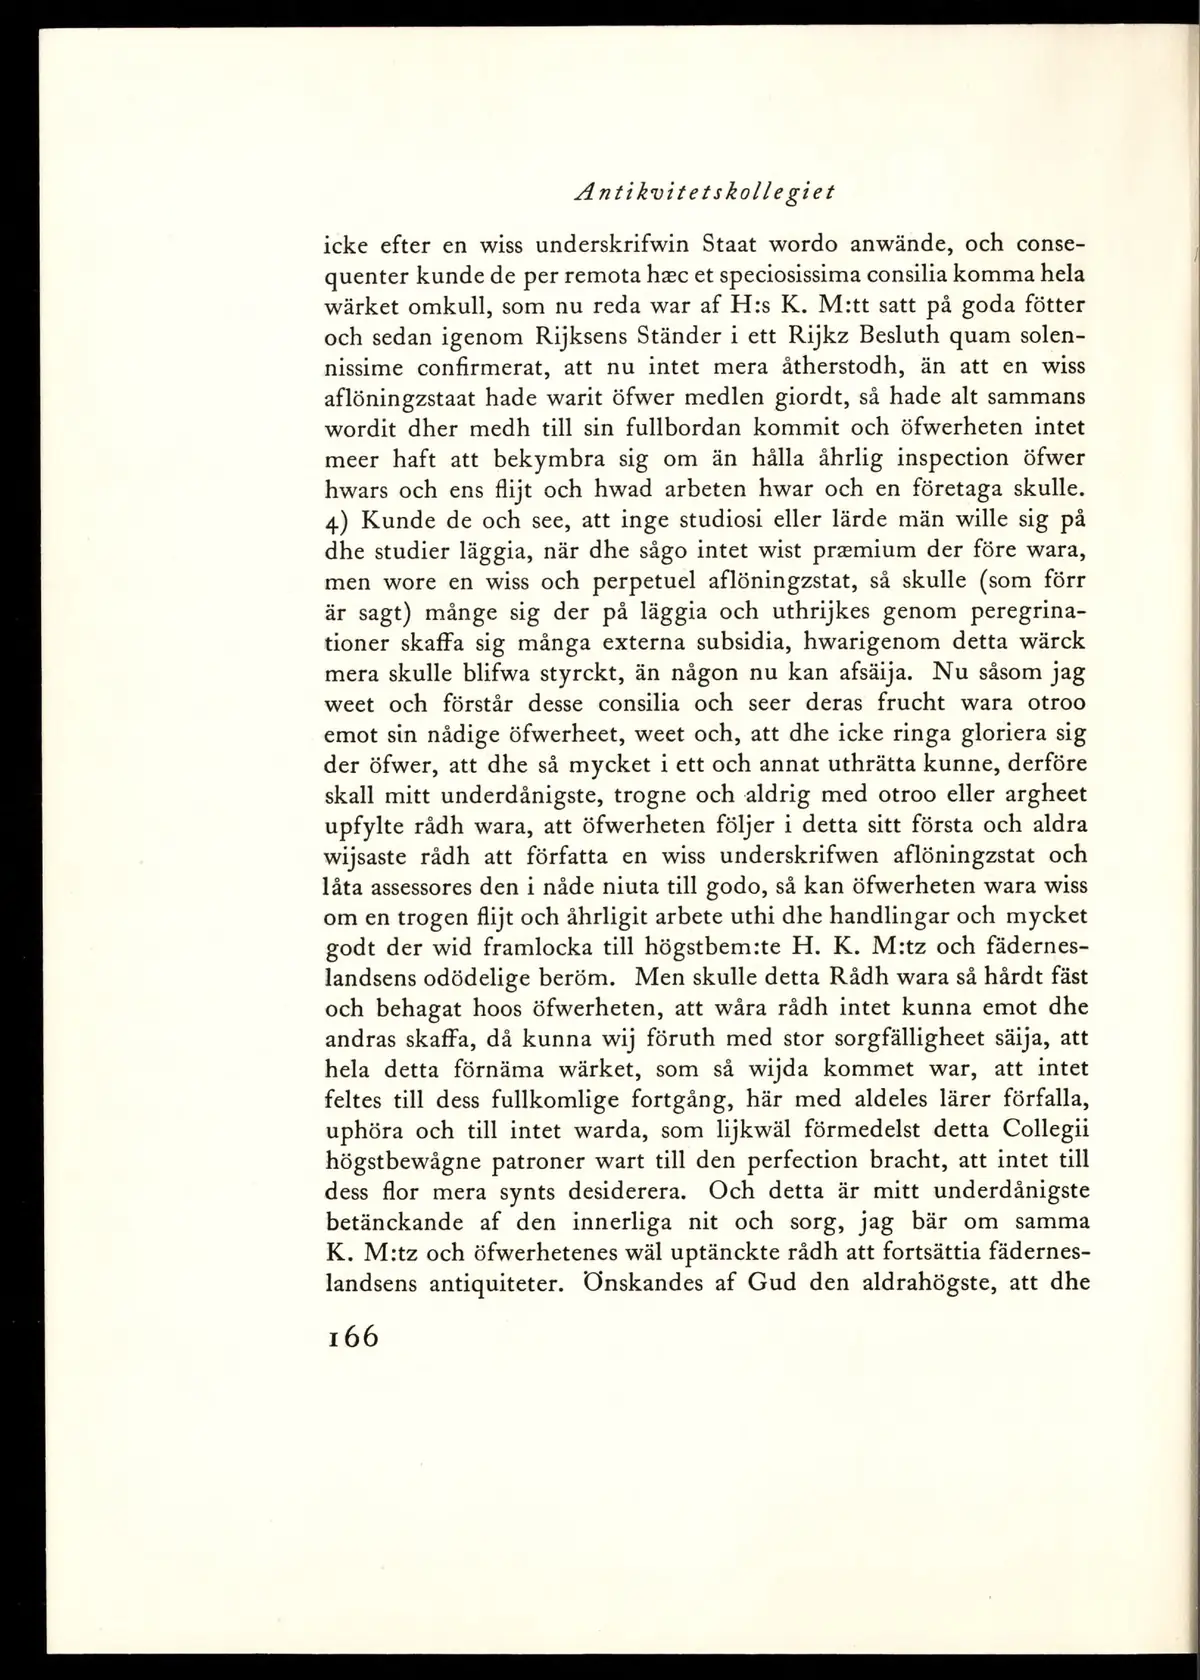 Antikvitetskollegiet
icke efter en wiss underskrifwin Staat wordo anwände, och conse-
quenter kunde de per remota hæc et speciosissima consilia komma hela
wärket omkull, som nu reda war af H:s K. M:tt satt på goda fötter
och sedan igenom Rijksens Ständer i ett Rijkz Besluth quam solen-
nissime confirmerat, att nu intet mera åtherstodh, än att en wiss
aflöningzstaat hade warit öfwer medlen giordt, så hade alt sammans
wordit dher medh till sin fullbordan kommit och öfwerheten intet
meer haft att bekymbra sig om än hålla åhrlig inspection öfwer
hwars och ens flijt och hwad arbeten hwar och en företaga skulle.
4) Kunde de och see, att inge studiosi eller lärde män wille sig på
dhe studier läggia, när dhe sågo intet wist præmium der före wara,
men wore en wiss och perpetuel aflöningzstat, så skulle (som förr
är sagt) många sig der på läggia och uthrijkes genom peregrina-
tioner skaffa sig många externa subsidia, hwarigenom detta wärck
mera skulle blifwa styrckt, än någon nu kan afsäija. Nu såsom jag
weet och förstår desse consilia och seer deras frucht wara otroo
emot sin nådige öfwerheet, weet och, att dhe icke ringa gloriera sig
der öfwer, att dhe så mycket i ett och annat uthrätta kunne, derföre
skall mitt underdånigste, trogne och aldrig med otroo eller argheet
upfylte rådh wara, att öfwerheten följer i detta sitt första och aldra
wijsaste rådh att författa en wiss underskrifwen aflöningzstat och
låta assessores den i nåde niuta till godo, så kan öfwerheten wara wiss
om en trogen flijt och åhrligit arbete uthi dhe handlingar och mycket
godt der wid framlocka till högstbem:te H. K. M:tz och fädernes-
landsens odödelige beröm. Men skulle detta Rådh wara så hårdt fäst
och behagat hoos öfwerheten, att wåra rådh intet kunna emot dhe
andras skaffa, då kunna wij föruth med stor sorgfälligheet säija, att
hela detta förnäma wärket, som så wijda kommet war, att intet
feltes till dess fullkomlige fortgång, här med aldeles lärer förfalla,
uphöra och till intet warda, som lijkwäl förmedelst detta Collegii
högstbewågne patroner wart till den perfection bracht, att intet till
dess flor mera synts desiderera. Och detta är mitt underdånigste
betänckande af den innerliga nit och sorg, jag bär om samma
K. M:tz och öfwerhetenes wäl uptänckte rådh att fortsättia fädernes-
landsens antiquiteter. Önskandes af Gud den aldrahögste, att dhe
166